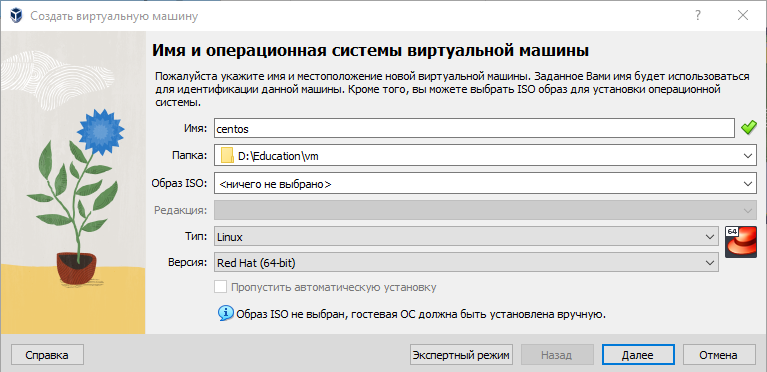 Создать виртуальную машину
?
Имя и операционная системы виртуальной машины
Пожалуйста укажите имя и местоположение новой виртуальной машины. Заданное Вами имя будет использоваться
для идентификации данной машины. Кроме того, вы можете выбрать ISO образ для установки операционной
системы.
Имя: centos
Папка: D:\Education\vm
Образ ISO: <ничего не выбрано>
Редакция:
Тип: Linux
64
Версия: Red Hat (64-bit)
Пропустить автоматическую установку
Образ ISO не выбран, гостевая ОС должна быть установлена вручную.
Справка Экспертный режим Назад Далее Отмена